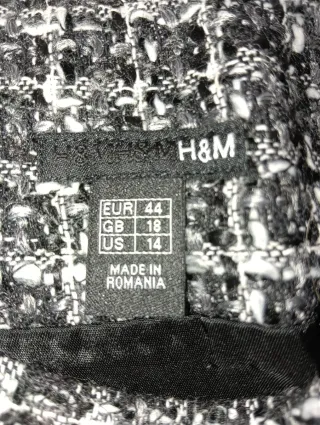 H&M H&M H&M
EUR 44
GB 18
US 14
MADE IN
ROMANIA